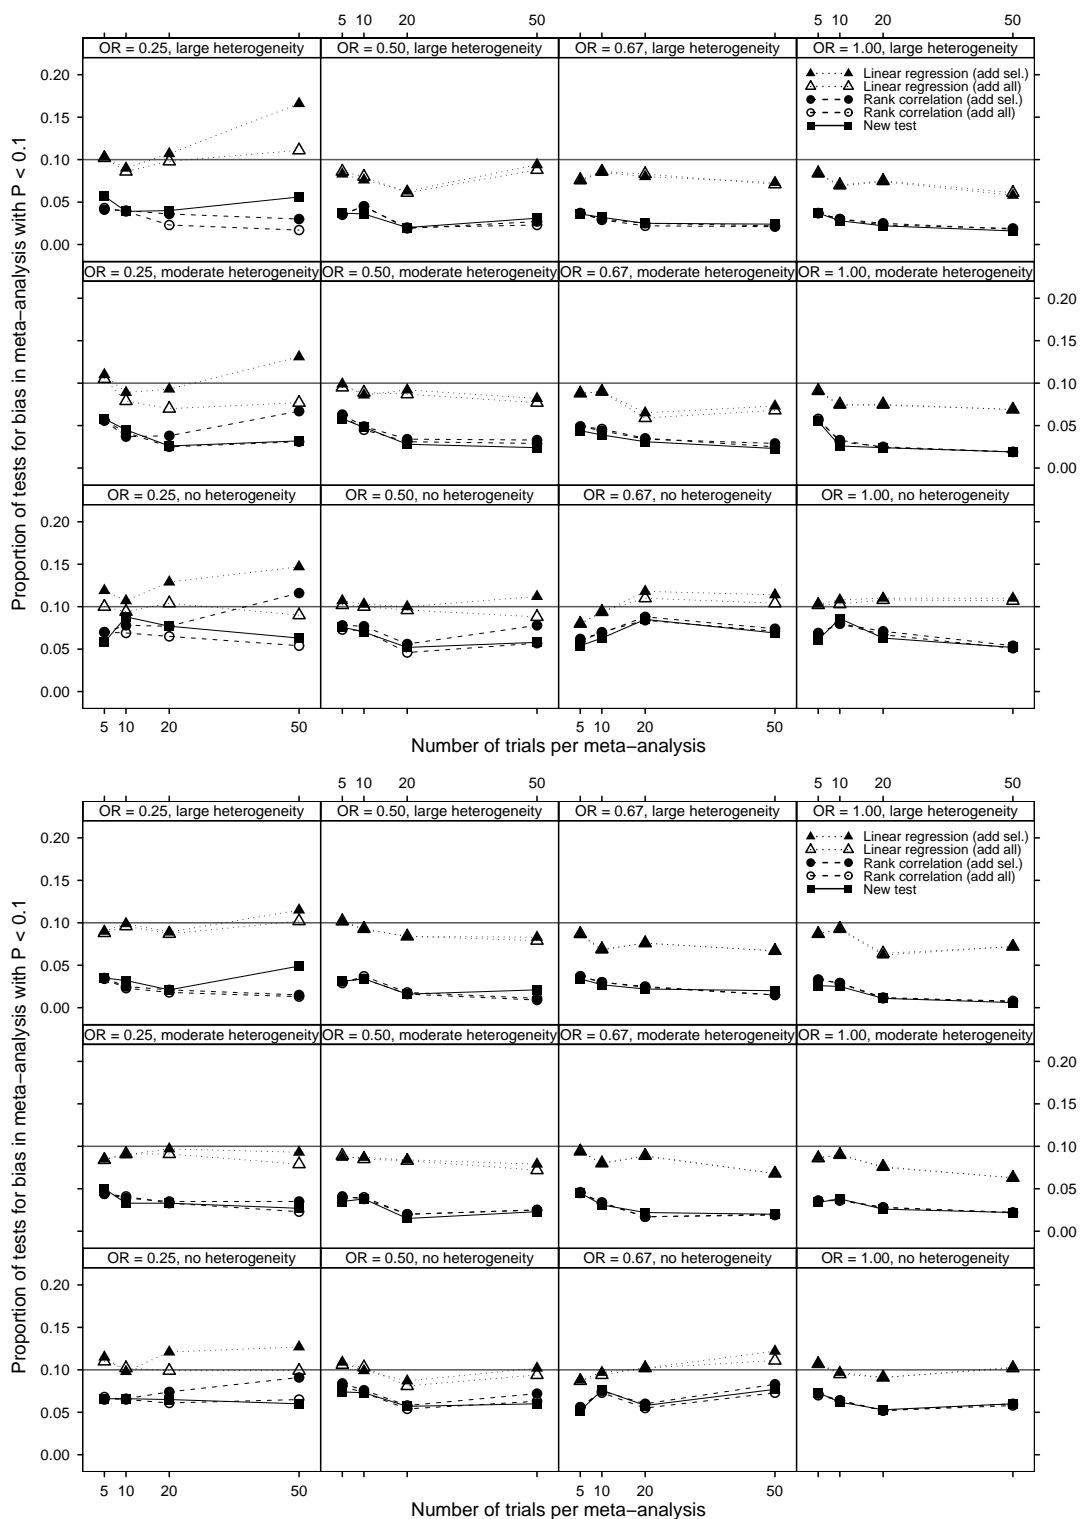 5 10 20 50 5 10 20 50
OR = 0.25, large heterogeneity OR = 0.50, large heterogeneity OR = 0.67, large heterogeneity OR = 1.00, large heterogeneity
Linear regression (add sel.)
Linear regression (add all)
Rank correlation (add sel.)
Rank correlation (add all)
New test
0.20
0.15
0.10
0.05
0.00
OR = 0.25, moderate heterogeneity OR = 0.50, moderate heterogeneity OR = 0.67, moderate heterogeneity OR = 1.00, moderate heterogeneity
0.20
0.15
0.10
0.05
0.00
OR = 0.25, no heterogeneity OR = 0.50, no heterogeneity OR = 0.67, no heterogeneity OR = 1.00, no heterogeneity
0.20
0.15
0.10
0.05
0.00
Proportion of tests for bias in meta−analysis with P < 0.1
5 10 20 50 5 10 20 50
Number of trials per meta−analysis
5 10 20 50 5 10 20 50
OR = 0.25, large heterogeneity OR = 0.50, large heterogeneity OR = 0.67, large heterogeneity OR = 1.00, large heterogeneity
Linear regression (add sel.)
Linear regression (add all)
Rank correlation (add sel.)
Rank correlation (add all)
New test
0.20
0.15
0.10
0.05
0.00
OR = 0.25, moderate heterogeneity OR = 0.50, moderate heterogeneity OR = 0.67, moderate heterogeneity OR = 1.00, moderate heterogeneity
0.20
0.15
0.10
0.05
0.00
OR = 0.25, no heterogeneity OR = 0.50, no heterogeneity OR = 0.67, no heterogeneity OR = 1.00, no heterogeneity
0.20
0.15
0.10
0.05
0.00
Proportion of tests for bias in meta−analysis with P < 0.1
5 10 20 50 5 10 20 50
Number of trials per meta−analysis